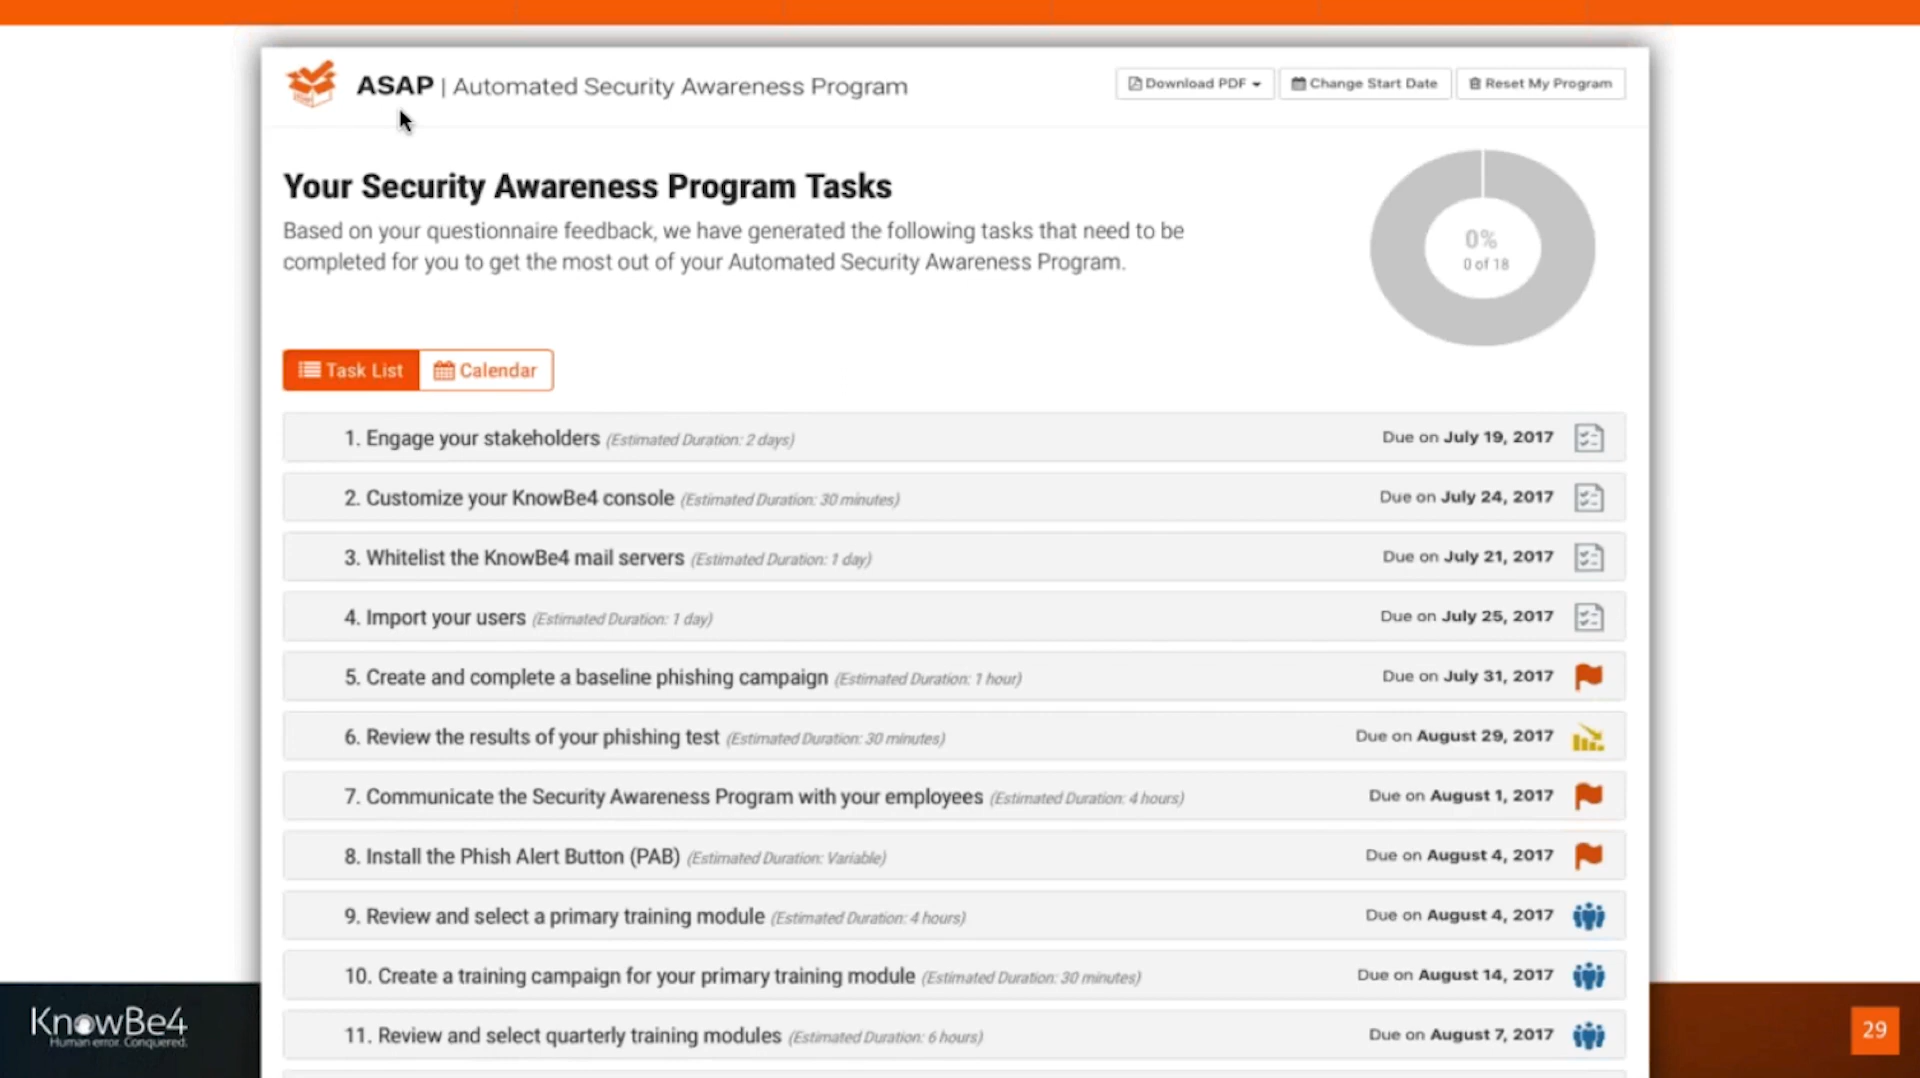 ASAP | Automated Security Awareness Program
Download PDF
Change Start Date
Reset My Program
Your Security Awareness Program Tasks
Based on your questionnaire feedback, we have generated the following tasks that need to be
completed for you to get the most out of your Automated Security Awareness Program.
0%
0 of 18
Task List
Calendar
1. Engage your stakeholders (Estimated Duration: 2 days) Due on July 19, 2017
2. Customize your KnowBe4 console (Estimated Duration: 30 minutes) Due on July 24, 2017
3. Whitelist the KnowBe4 mail servers (Estimated Duration: 1 day) Due on July 21, 2017
4. Import your users (Estimated Duration: 1 day) Due on July 25, 2017
5. Create and complete a baseline phishing campaign (Estimated Duration: 1 hour) Due on July 31, 2017
6. Review the results of your phishing test (Estimated Duration: 30 minutes) Due on August 29, 2017
7. Communicate the Security Awareness Program with your employees (Estimated Duration: 4 hours) Due on August 1, 2017
8. Install the Phish Alert Button (PAB) (Estimated Duration: Variable) Due on August 4, 2017
9. Review and select a primary training module (Estimated Duration: 4 hours) Due on August 4, 2017
10. Create a training campaign for your primary training module (Estimated Duration: 30 minutes) Due on August 14, 2017
11. Review and select quarterly training modules (Estimated Duration: 6 hours) Due on August 7, 2017
KnowBe4
Human error. Conquered.
29